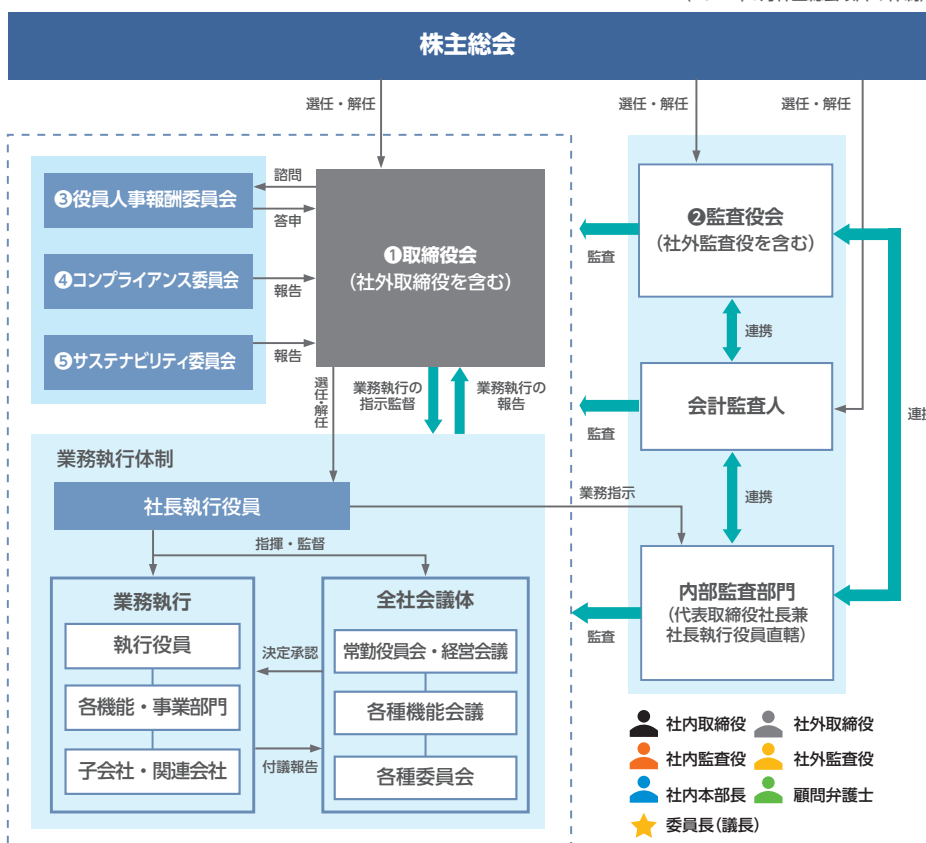 株主総会
選任・解任
選任・解任
選任・解任
❸役員人事報酬委員会
諮問
答申
❹コンプライアンス委員会
報告
❺サステナビリティ委員会
報告
❶取締役会
(社外取締役を含む)
❷監査役会
(社外監査役を含む)
監査
連携
会計監査人
監査
連携
連携
内部監査部門
(代表取締役社長兼
社長執行役員直轄)
監査
選任・解任
業務執行の
指示監督
業務執行の
報告
業務執行体制
社長執行役員
業務指示
指揮・監督
業務執行
執行役員
各機能・事業部門
子会社・関連会社
決定承認
付議報告
全社会議体
常勤役員会・経営会議
各種機能会議
各種委員会
社内取締役
社外取締役
社内監査役
社外監査役
社内本部長
顧問弁護士
委員長(議長)